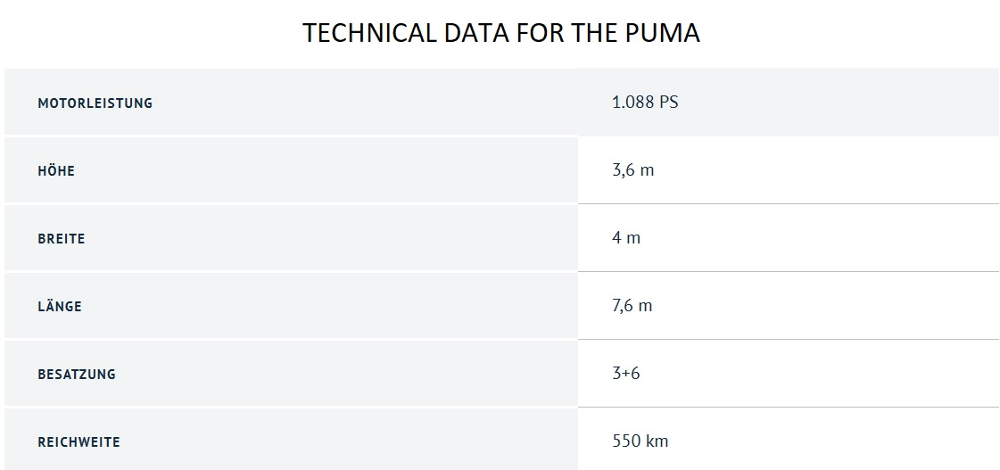 TECHNICAL DATA FOR THE PUMA
MOTORLEISTUNG 1.088 PS
HÖHE 3,6 m
BREITE 4 m
LÄNGE 7,6 m
BESATZUNG 3+6
REICHWEITE 550 km